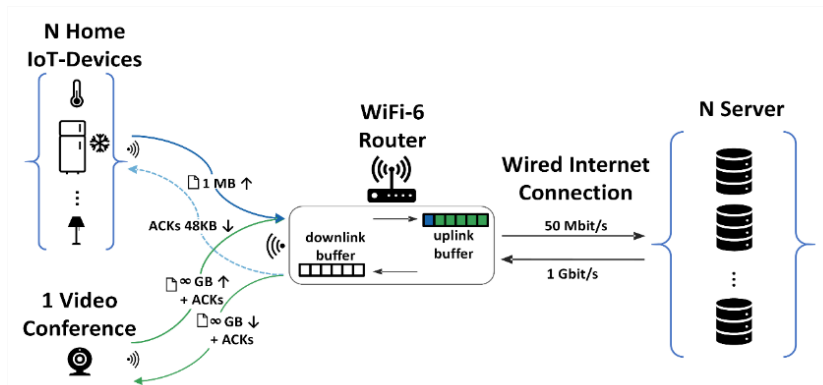 N Home
IoT-Devices
1 MB ↑
ACKs 48KB ↓
∞ GB ↑
+ ACKs
∞ GB ↓
+ ACKs
1 Video
Conference
WiFi-6
Router
downlink
buffer
uplink
buffer
Wired Internet
Connection
50 Mbit/s
1 Gbit/s
N Server